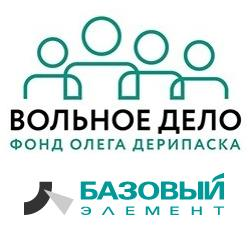 ВОЛЬНОЕ ДЕЛО
ФОНД ОЛЕГА ДЕРИПАСКА
БАЗОВЫЙ
ЭЛЕМЕНТ